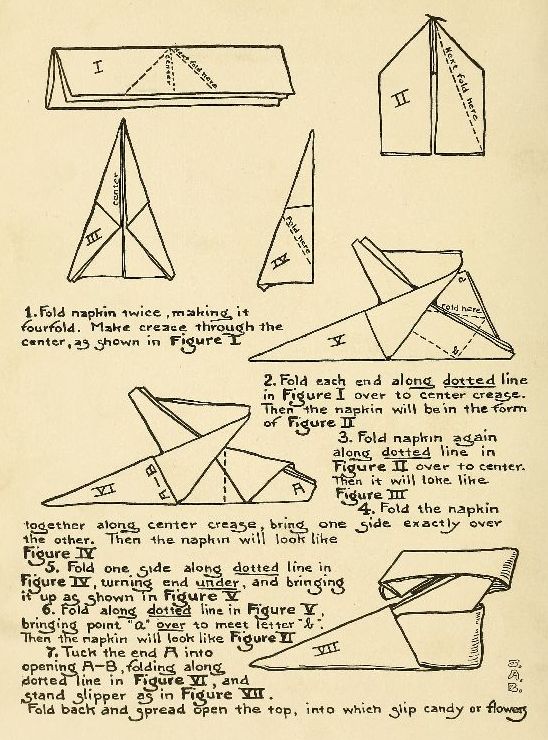 I
Next fold here
center
II
Next fold here
III
center
IV
Fold here
V
Fold here
a
b
1. Fold napkin twice, making it
fourfold. Make crease through the
center, as shown in Figure I
2. Fold each end along dotted line
in Figure I over to center crease.
Then the napkin will be in the form
of Figure II
3. Fold napkin again
along dotted line in
Figure II over to center.
Then it will loke like
Figure III
4. Fold the napkin
together along center crease, bring one side exactly over
the other. Then the napkin will look like
Figure IV
5. Fold one side along dotted line in
Figure IV, turning end under, and bringing
it up as shown in Figure V
6. Fold along dotted line in Figure V,
bringing point "a" over to meet letter "b".
Then the napkin will look like Figure VI
7. Tuck the end A into
opening A-B, folding along
dotted line in Figure VI, and
stand slipper as in Figure VII.
Fold back and spread open the top, into which slip candy or flowers
VI
A-B
A
VII
S.
A.
B.